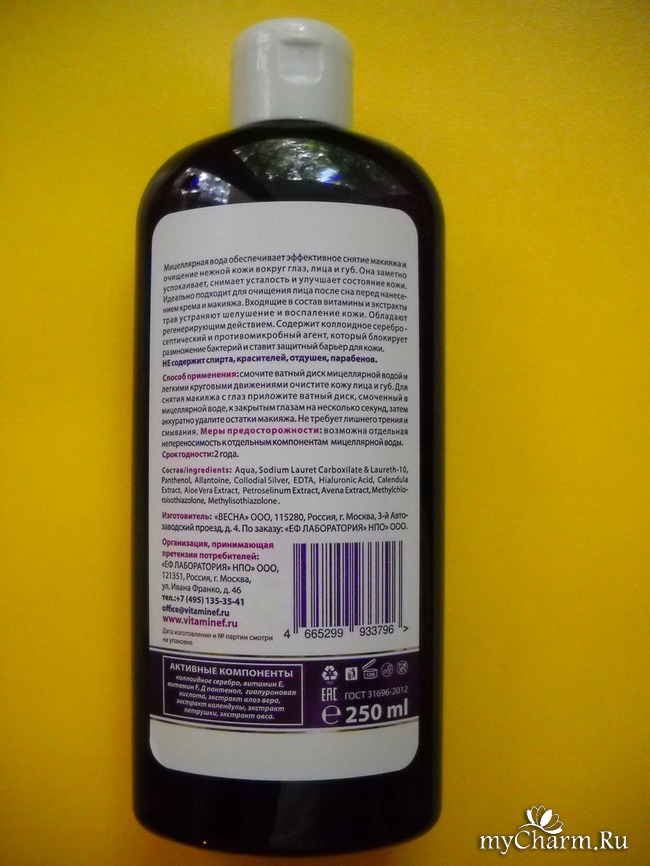 Мицеллярная вода обеспечивает эффективное снятие макияжа и
очищение нежной кожи вокруг глаз, лица и губ. Она заметно
успокаивает, снимает усталость и улучшает состояние кожи.
Идеально подходит для очищения лица после сна перед нанесе-
нием крема и макияжа. Входящие в состав витамины и экстракты
трав устраняют шелушение и воспаление кожи. Обладают
регенерирующим действием. Содержит коллоидное серебро-
септический и противомикробный агент, который блокирует
размножение бактерий и ставит защитный барьер для кожи.
НЕ содержит спирта, красителей, отдушек, парабенов.
Способ применения: смочите ватный диск мицеллярной водой и
легкими круговыми движениями очистите кожу лица и губ. Для
снятия макияжа с глаз приложите ватный диск, смоченный в
мицеллярной воде, к закрытым глазам на несколько секунд, затем
аккуратно удалите остатки макияжа. Не требует лишнего трения и
смывания. Меры предосторожности: возможна отдельная
непереносимость к отдельным компонентам мицеллярной воды.
Срок годности: 2 года.
Состав/ingredients: Aqua, Sodium Lauret Carboxilate & Laureth-10,
Panthenol, Allantoine, Collodial Silver, EDTA, Hialuronic Acid, Calendula
Extract, Aloe Vera Extract, Petroselinum Extract, Avena Extract, Methylchlo-
roisothiazolone, Methylisothiazolone.
Изготовитель: «ВЕСНА» ООО, 115280, Россия, г. Москва, 3-й Авто-
заводский проезд, д. 4. По заказу: «ЕФ ЛАБОРАТОРИЯ» НПО» ООО.
Организация, принимающая
претензии потребителей:
«ЕФ ЛАБОРАТОРИЯ» НПО» ООО,
121351, Россия, г. Москва,
ул. Ивана Франко, д. 46
тел.:+7 (495) 135-35-41
office@vitaminef.ru
www.vitaminef.ru
Дата изготовления и № партии смотри
на упаковке
4 665299 933796 >
АКТИВНЫЕ КОМПОНЕНТЫ
коллоидное серебро, витамин Е,
витамин F, Д пантенол, гиалуроновая
кислота, экстракт алоэ вера,
экстракт календулы, экстракт
петрушки, экстракт овса.
12М
ЕАС ГОСТ 31696-2012
℮ 250 ml
myCharm.Ru